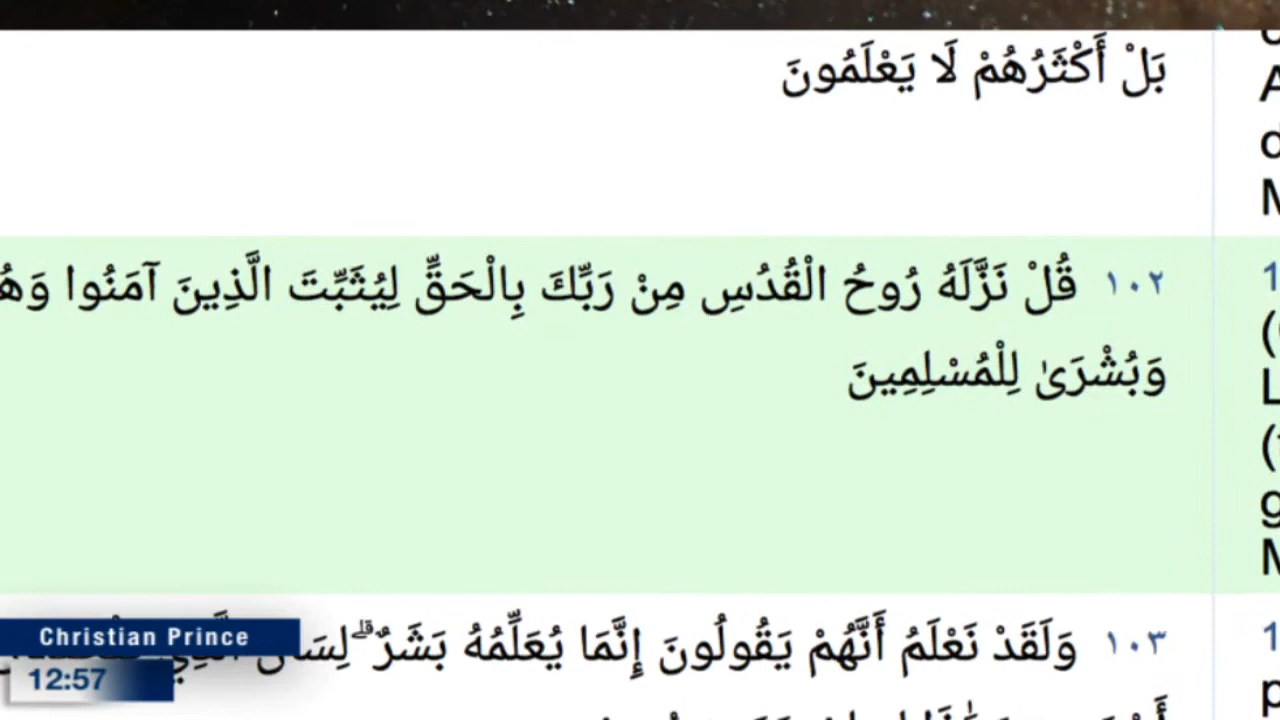 بَلْ أَكْثَرُهُمْ لَا يَعْلَمُونَ
١٠٢ قُلْ نَزَّلَهُ رُوحُ الْقُدُسِ مِنْ رَبِّكَ بِالْحَقِّ لِيُثَبِّتَ الَّذِينَ آمَنُوا
وَبُشْرَىٰ لِلْمُسْلِمِينَ
١٠٣ وَلَقَدْ نَعْلَمُ أَنَّهُمْ يَقُولُونَ إِنَّمَا يُعَلِّمُهُ بَشَرٌ ۗ
Christian Prince
12:57